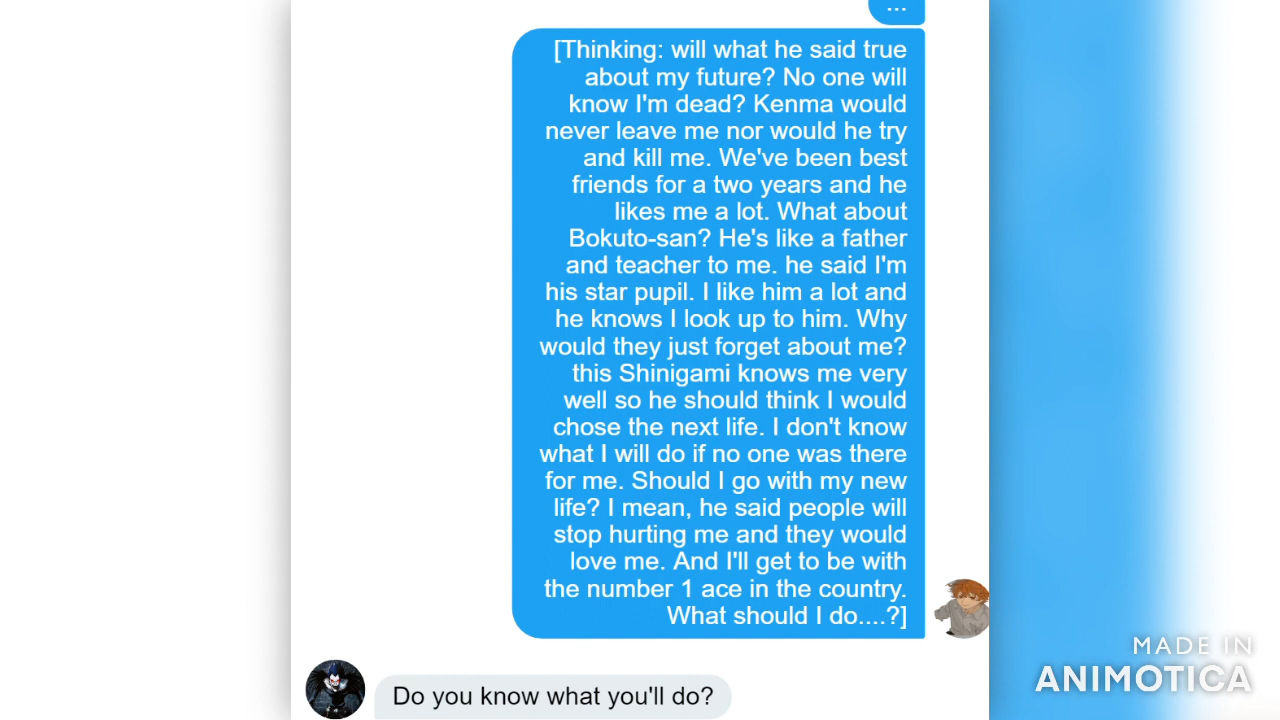 ...
[Thinking: will what he said true
about my future? No one will
know I'm dead? Kenma would
never leave me nor would he try
and kill me. We've been best
friends for a two years and he
likes me a lot. What about
Bokuto-san? He's like a father
and teacher to me. he said I'm
his star pupil. I like him a lot and
he knows I look up to him. Why
would they just forget about me?
this Shinigami knows me very
well so he should think I would
chose the next life. I don't know
what I will do if no one was there
for me. Should I go with my new
life? I mean, he said people will
stop hurting me and they would
love me. And I'll get to be with
the number 1 ace in the country.
What should I do....?]
Do you know what you'll do?
MADE IN
ANIMOTICA